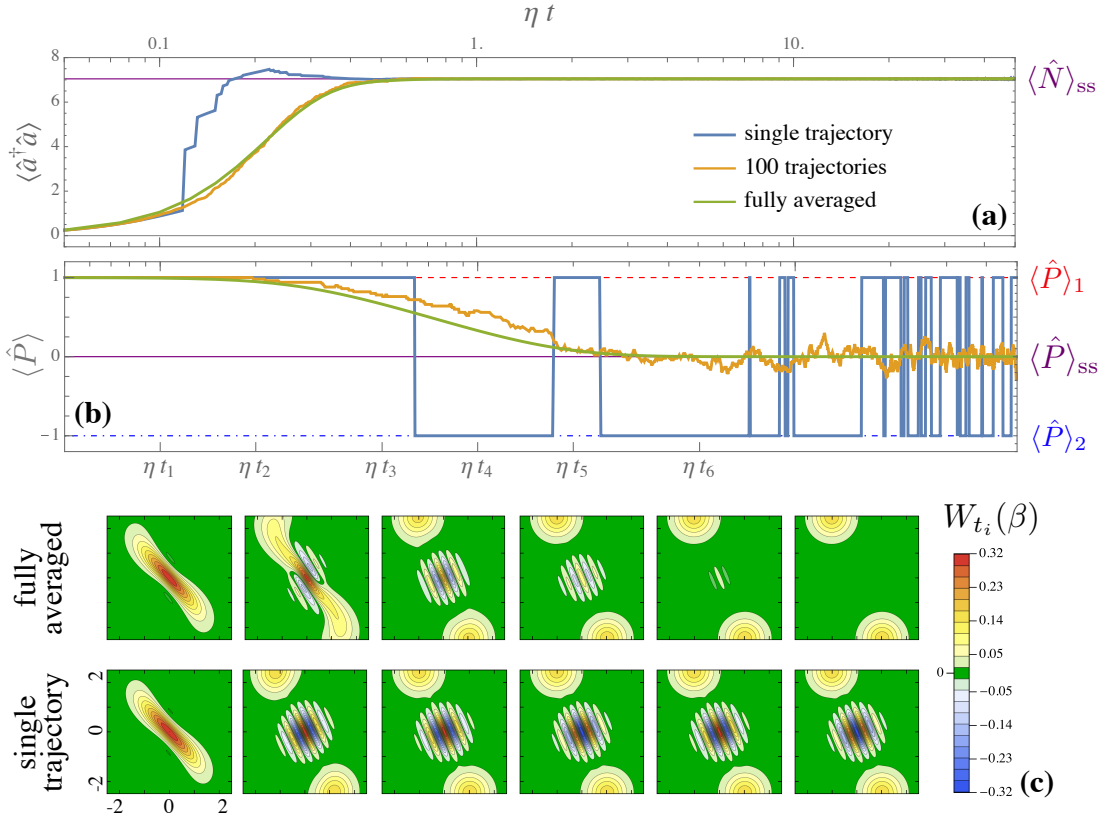 η t
0.1 1. 10.
8
6
4
2
0
⟨â†â⟩
⟨N̂⟩ss
single trajectory
100 trajectories
fully averaged
(a)
1
0
−1
⟨P̂⟩
⟨P̂⟩1
⟨P̂⟩ss
⟨P̂⟩2
(b)
η t1 η t2 η t3 η t4 η t5 η t6
fully
averaged
Wti(β)
0.32
0.23
0.14
0.05
0
−0.05
−0.14
−0.23
−0.32
single
trajectory
2
0
-2
-2 0 2
(c)